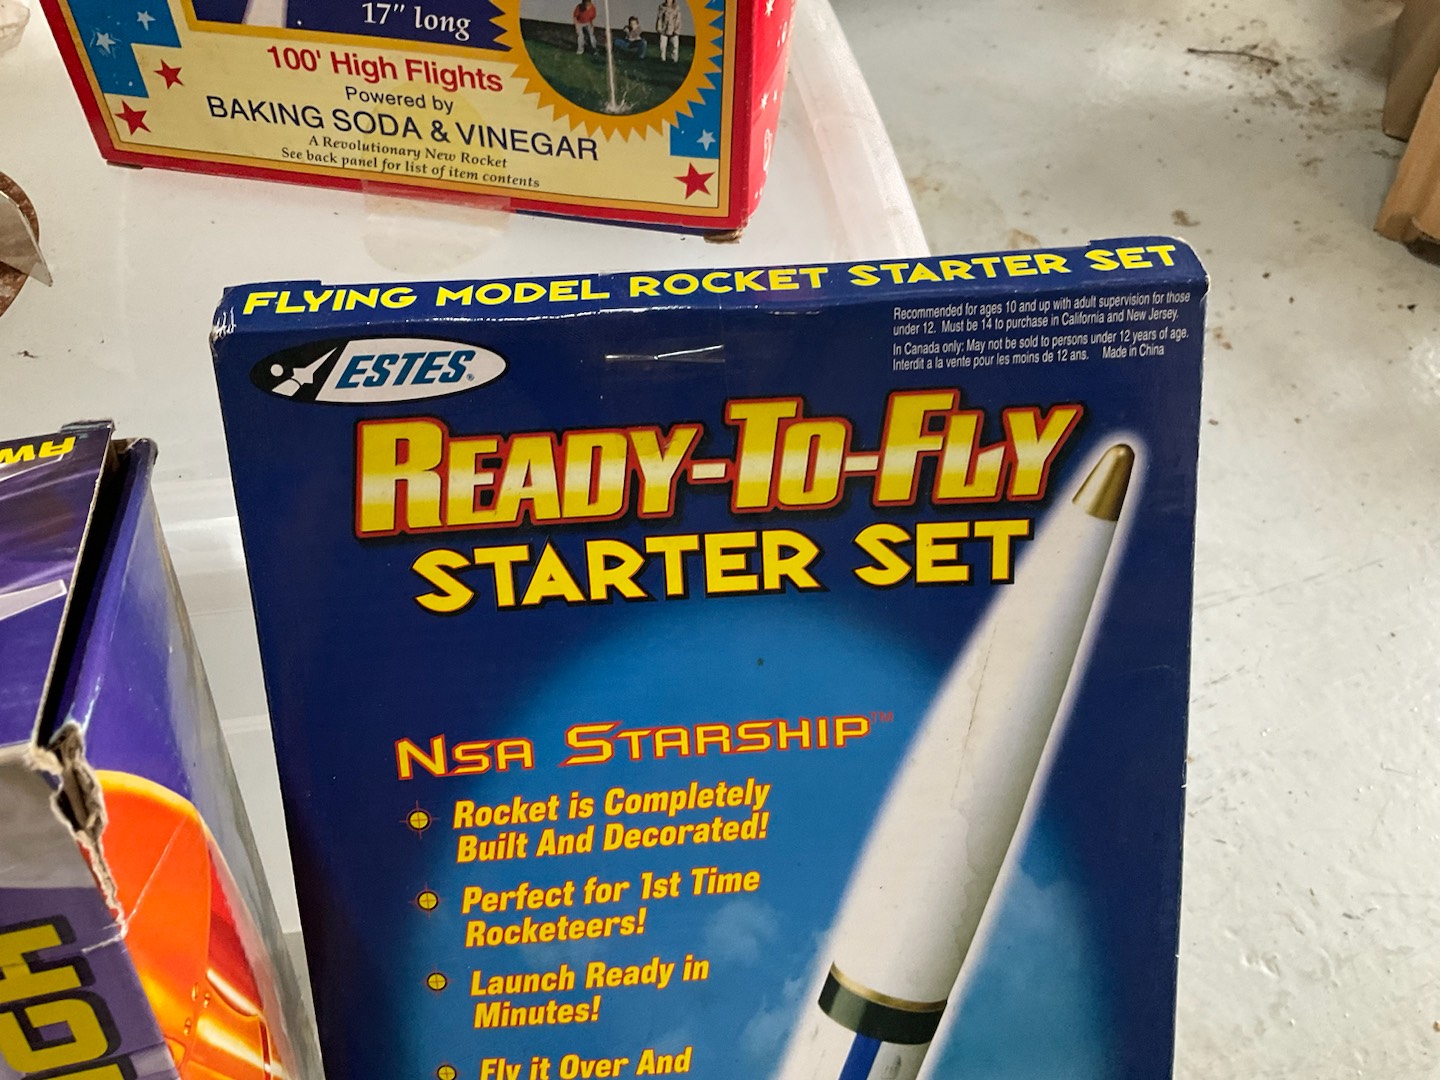 17" long
100' High Flights
Powered by
BAKING SODA & VINEGAR
A Revolutionary New Rocket
See back panel for list of item contents
FLYING MODEL ROCKET STARTER SET
Recommended for ages 10 and up with adult supervision for those
under 12. Must be 14 to purchase in California and New Jersey.
In Canada only; May not be sold to persons under 12 years of age.
Interdit a la vente pour les moins de 12 ans. Made in China
ESTES®
READY-TO-FLY
STARTER SET
NSA STARSHIP™
Rocket is Completely
Built And Decorated!
Perfect for 1st Time
Rocketeers!
Launch Ready in
Minutes!
Fly it Over And